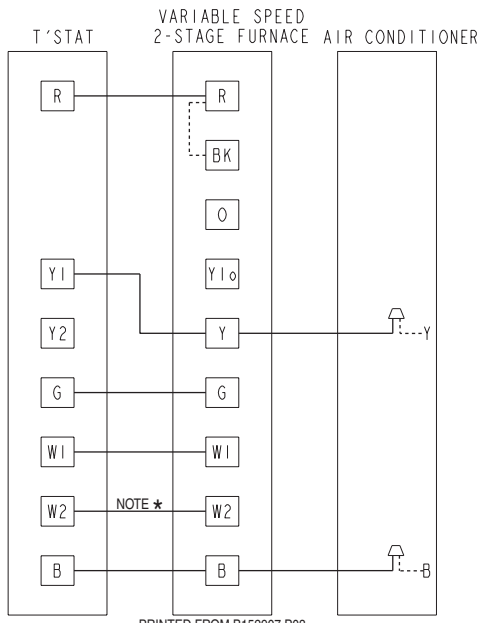 VARIABLE SPEED
T'STAT 2-STAGE FURNACE AIR CONDITIONER
R R
BK
O
Y1 Y1o
Y2 Y Y
G G
W1 W1
W2 NOTE * W2
B B B